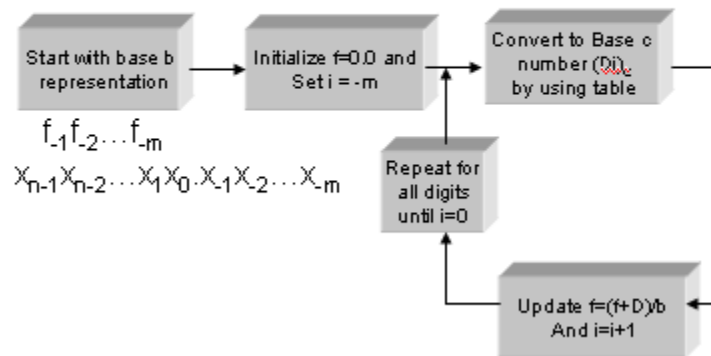 Start with base b
representation
Initialize f=0.0 and
Set i = -m
Convert to Base c
number (Di)c
by using table
f-1f-2...f-m
Xn-1Xn-2...X1X0.X-1X-2...X-m
Repeat for
all digits
until i=0
Update f=(f+D)/b
And i=i+1